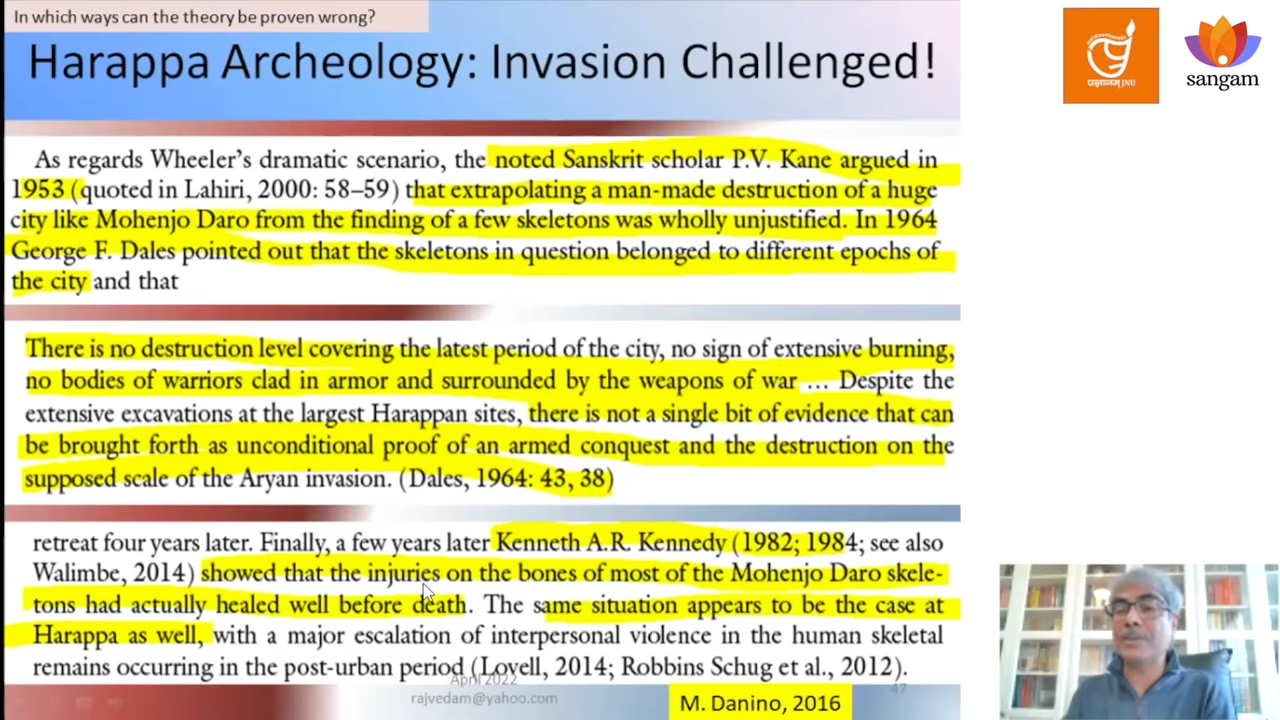 In which ways can the theory be proven wrong?
Harappa Archeology: Invasion Challenged!
As regards Wheeler's dramatic scenario, the noted Sanskrit scholar P.V. Kane argued in
1953 (quoted in Lahiri, 2000: 58–59) that extrapolating a man-made destruction of a huge
city like Mohenjo Daro from the finding of a few skeletons was wholly unjustified. In 1964
George F. Dales pointed out that the skeletons in question belonged to different epochs of
the city and that
There is no destruction level covering the latest period of the city, no sign of extensive burning,
no bodies of warriors clad in armor and surrounded by the weapons of war ... Despite the
extensive excavations at the largest Harappan sites, there is not a single bit of evidence that can
be brought forth as unconditional proof of an armed conquest and the destruction on the
supposed scale of the Aryan invasion. (Dales, 1964: 43, 38)
retreat four years later. Finally, a few years later Kenneth A.R. Kennedy (1982; 1984; see also
Walimbe, 2014) showed that the injuries on the bones of most of the Mohenjo Daro skele-
tons had actually healed well before death. The same situation appears to be the case at
Harappa as well, with a major escalation of interpersonal violence in the human skeletal
remains occurring in the post-urban period (Lovell, 2014; Robbins Schug et al., 2012).
April 2022
rajvedam@yahoo.com
47
M. Danino, 2016
प्रज्ञानम् JNU
sangam